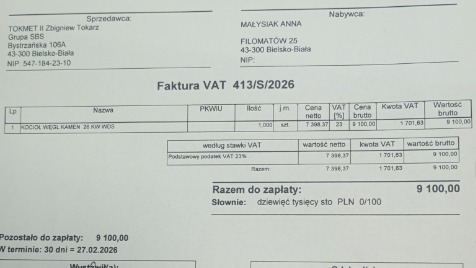 Sprzedawca:
TOKMET II Zbigniew Tokarz
Grupa SBS
Bystrzańska 106A
43-300 Bielsko-Biała
NIP: 547-184-23-10
Nabywca:
MAŁYSIAK ANNA
FILOMATÓW 25
43-300 Bielsko-Biała
NIP:
Faktura VAT 413/S/2026
Lp Nazwa PKWIU Ilość j.m. Cena netto VAT [%] Cena brutto Kwota VAT Wartość brutto
1 KOCIOŁ WĘGL KAMIEN 26 KW WDG 1,000 szt. 7 398,37 23 9 100,00 1 701,63 9 100,00
według stawki VAT wartość netto kwota VAT wartość brutto
Podstawowy podatek VAT 23% 7 398,37 1 701,63 9 100,00
Razem: 7 398,37 1 701,63 9 100,00
Razem do zapłaty: 9 100,00
Słownie: dziewięć tysięcy sto PLN 0/100
Pozostało do zapłaty: 9 100,00
W terminie: 30 dni = 27.02.2026